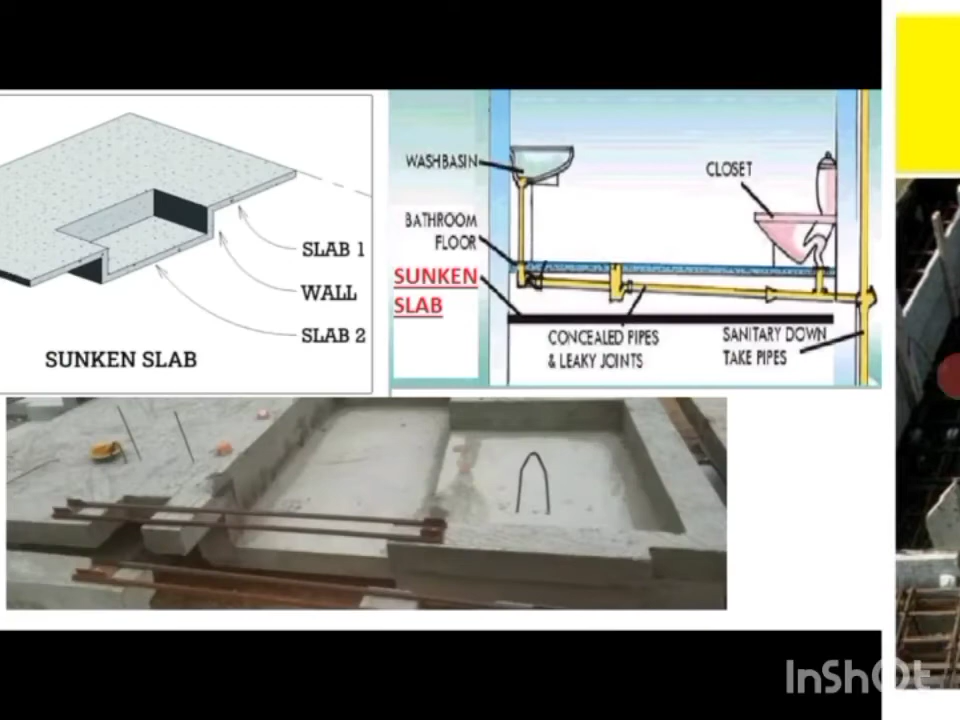 SLAB 1
WALL
SLAB 2
SUNKEN SLAB
WASHBASIN
CLOSET
BATHROOM
FLOOR
SUNKEN
SLAB
CONCEALED PIPES
& LEAKY JOINTS
SANITARY DOWN
TAKE PIPES
InShOt